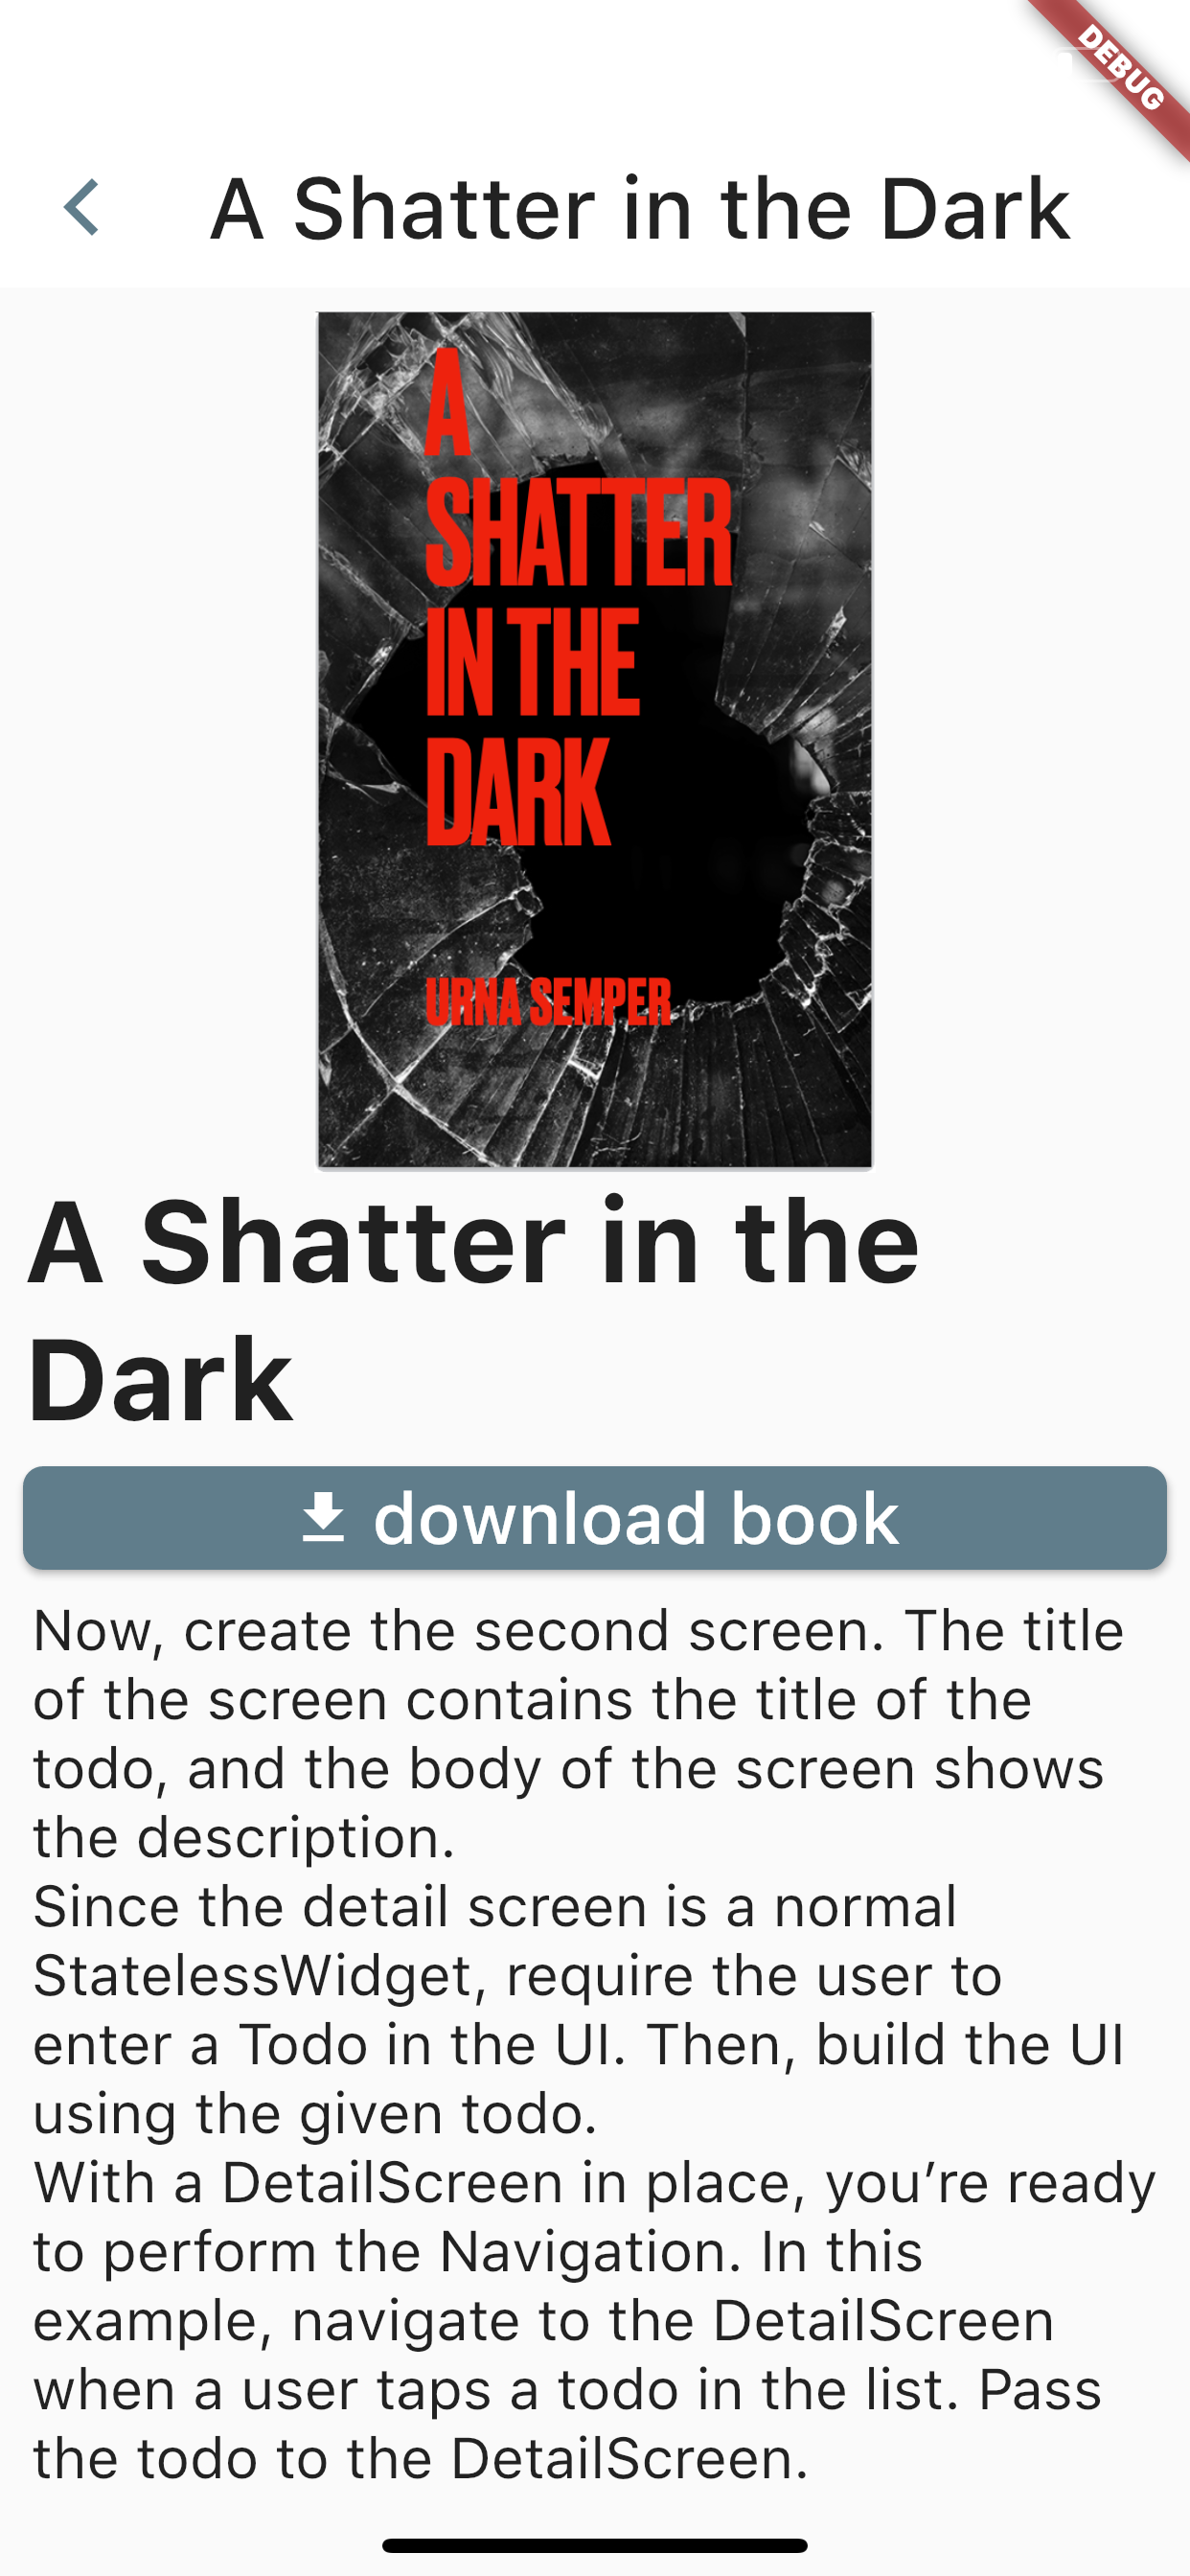 DEBUG
A Shatter in the Dark
A
SHATTER
IN THE
DARK
URNA SEMPER
A Shatter in the
Dark
download book
Now, create the second screen. The title
of the screen contains the title of the
todo, and the body of the screen shows
the description.
Since the detail screen is a normal
StatelessWidget, require the user to
enter a Todo in the UI. Then, build the UI
using the given todo.
With a DetailScreen in place, you’re ready
to perform the Navigation. In this
example, navigate to the DetailScreen
when a user taps a todo in the list. Pass
the todo to the DetailScreen.